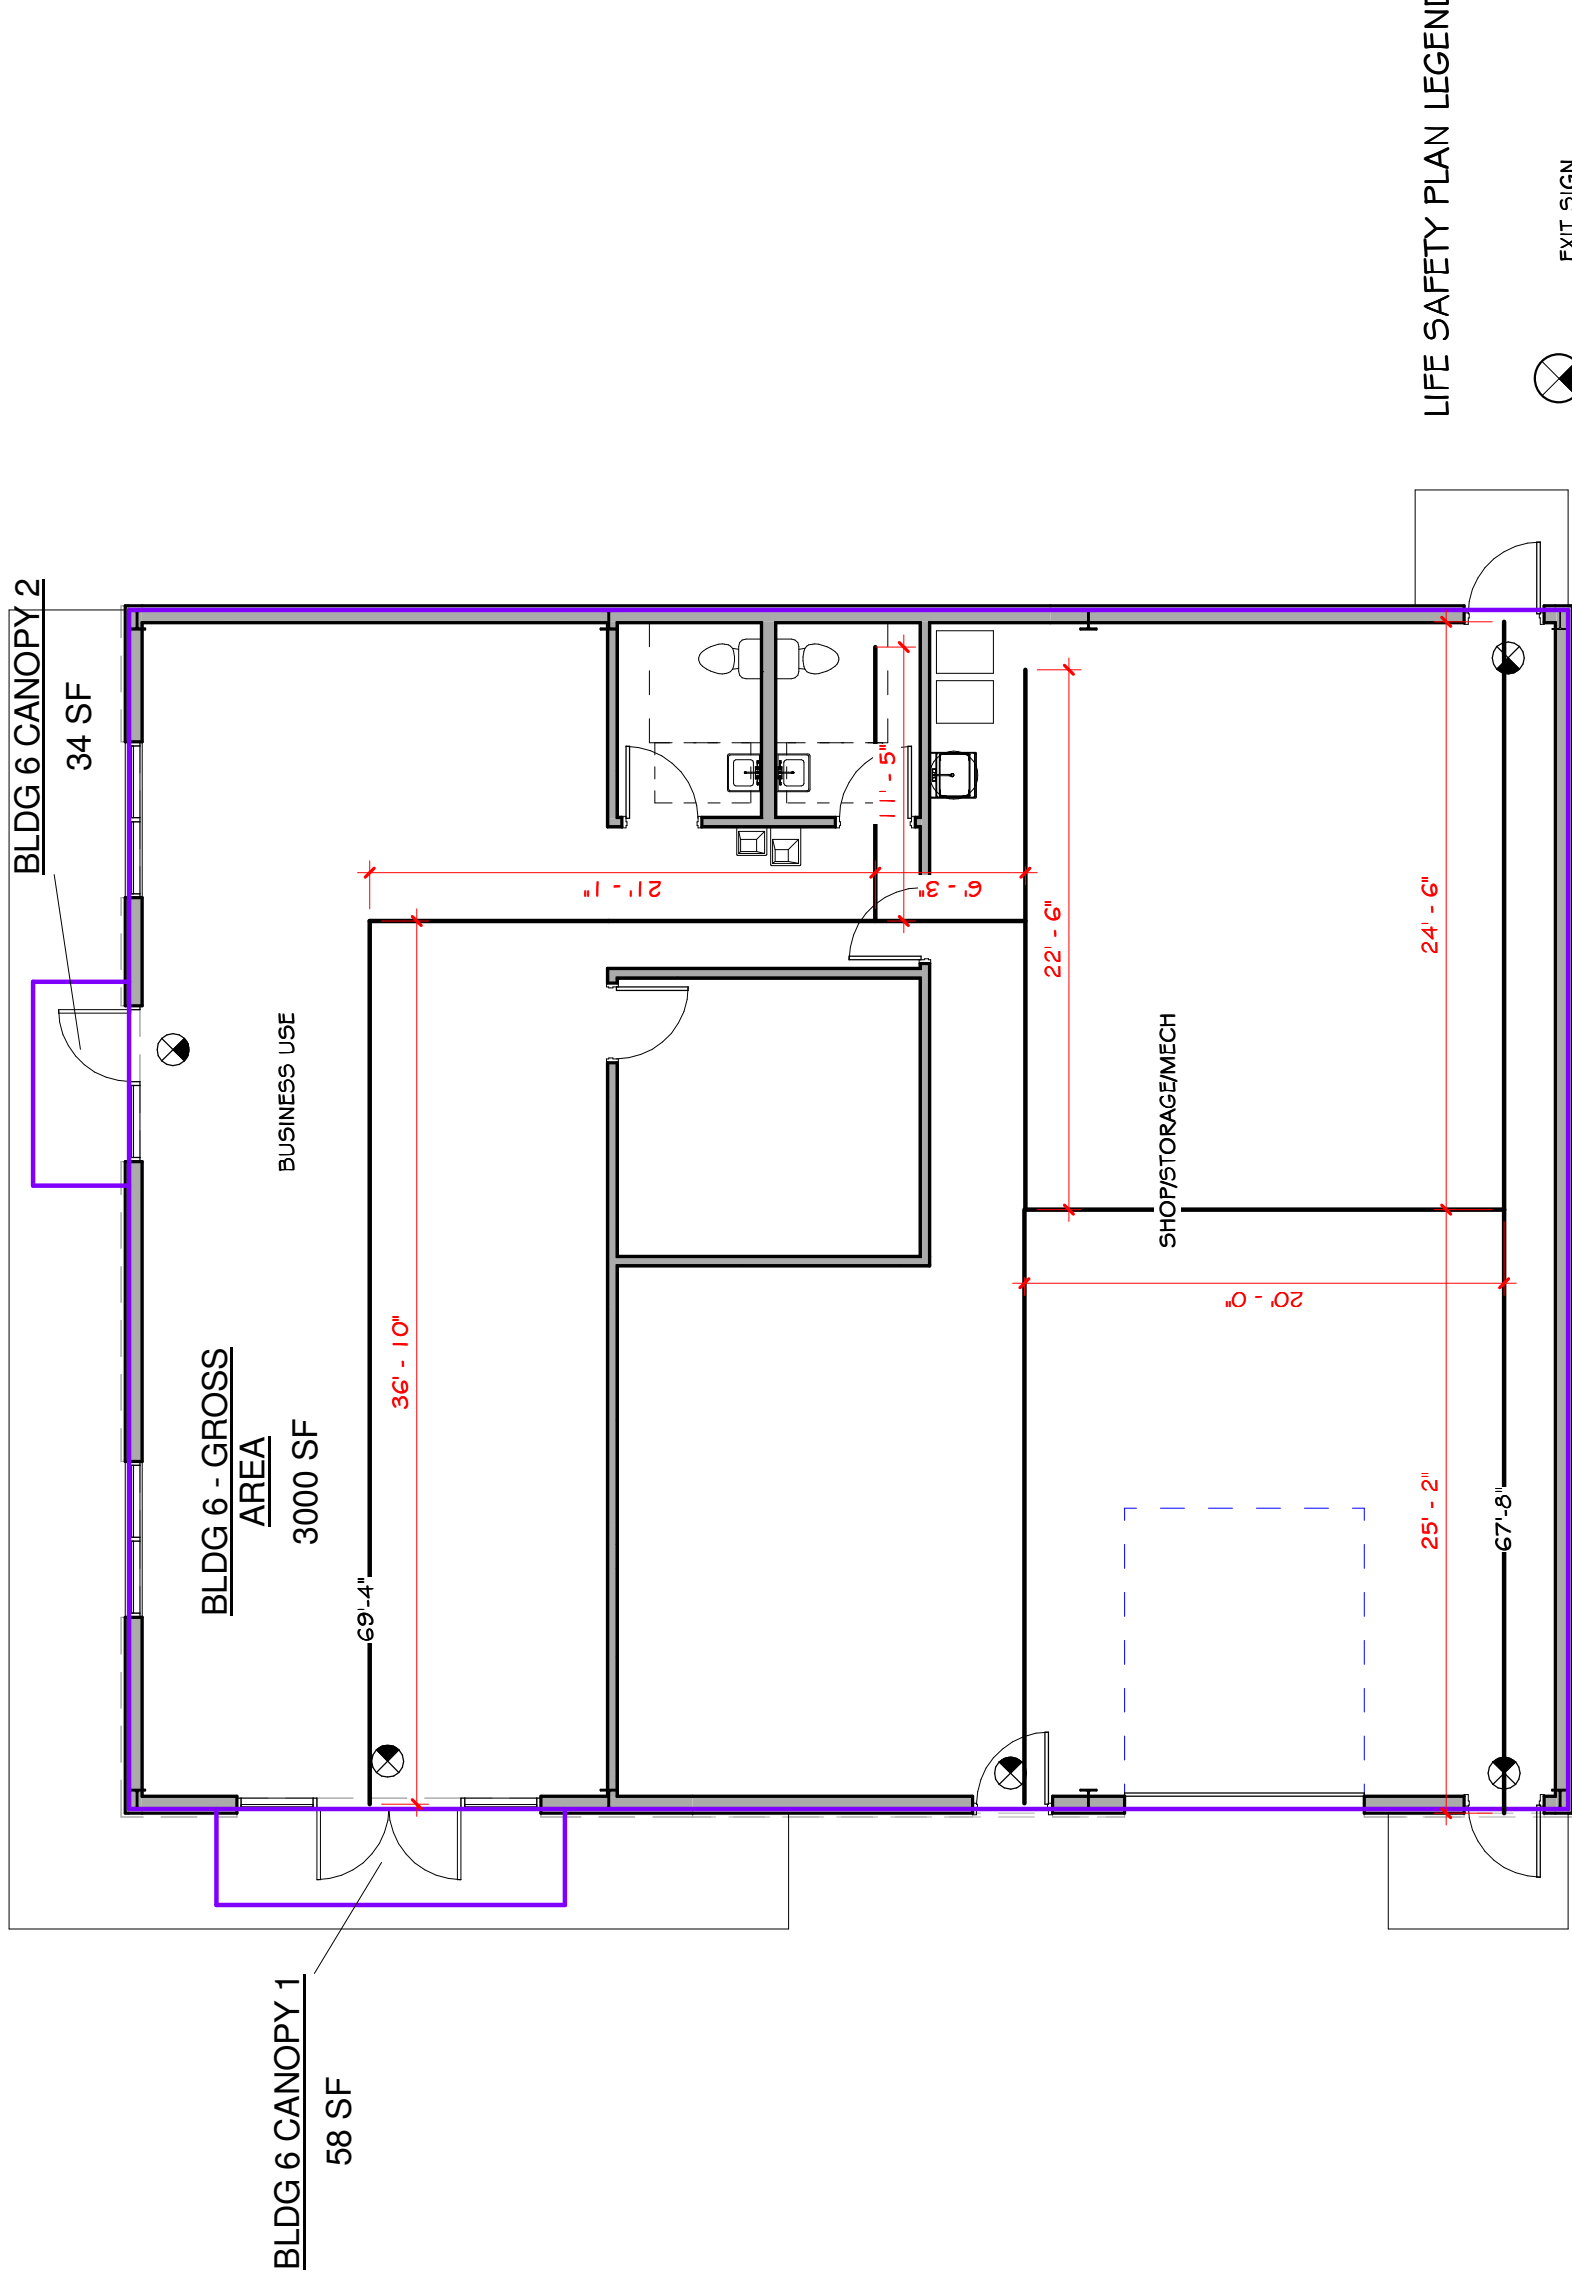 BLDG 6 CANOPY 2
34 SF
BUSINESS USE
BLDG 6 - GROSS
AREA
3000 SF
BLDG 6 CANOPY 1
58 SF
69'-4"
36' - 10"
21' - 1"
11' - 5"
6' - 3"
22' - 6"
SHOP/STORAGE/MECH
20' - 0"
24' - 6"
25' - 2"
67'-8"
LIFE SAFETY PLAN LEGEND
EXIT SIGN